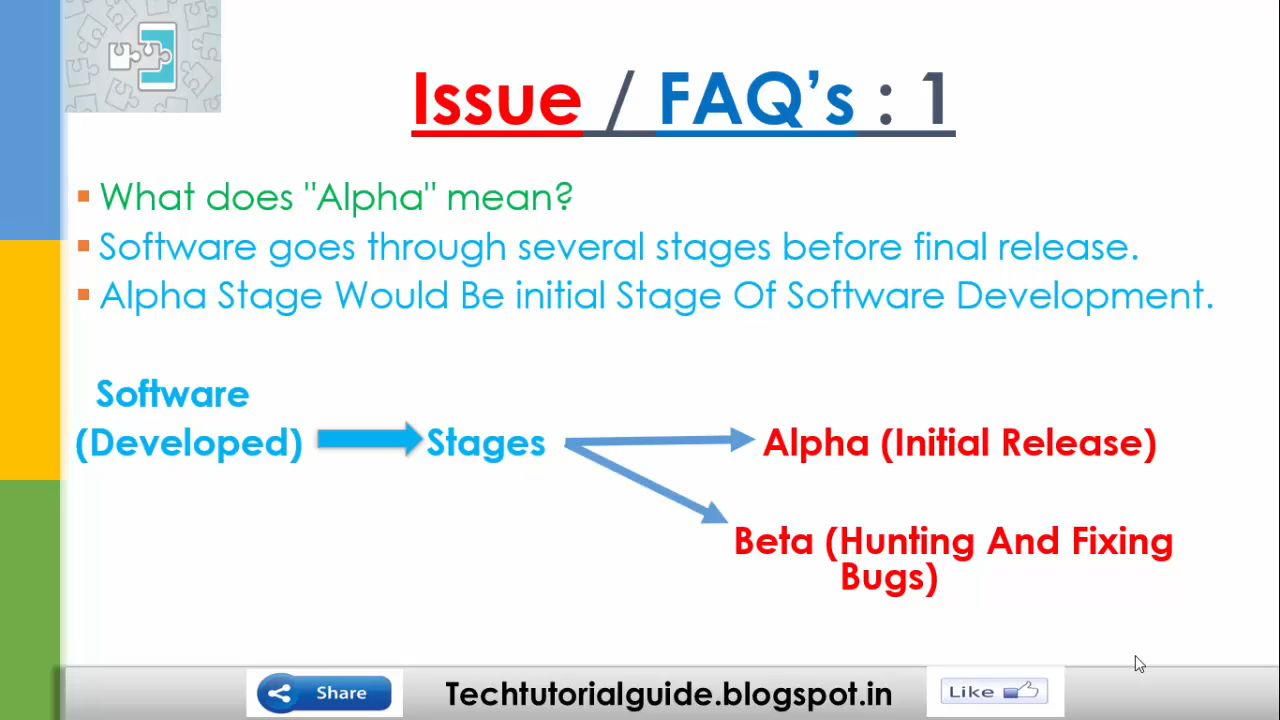 Issue / FAQ’s : 1
What does "Alpha" mean?
Software goes through several stages before final release.
Alpha Stage Would Be initial Stage Of Software Development.
Software
(Developed) Stages Alpha (Initial Release)
Beta (Hunting And Fixing
Bugs)
Share Techtutorialguide.blogspot.in Like